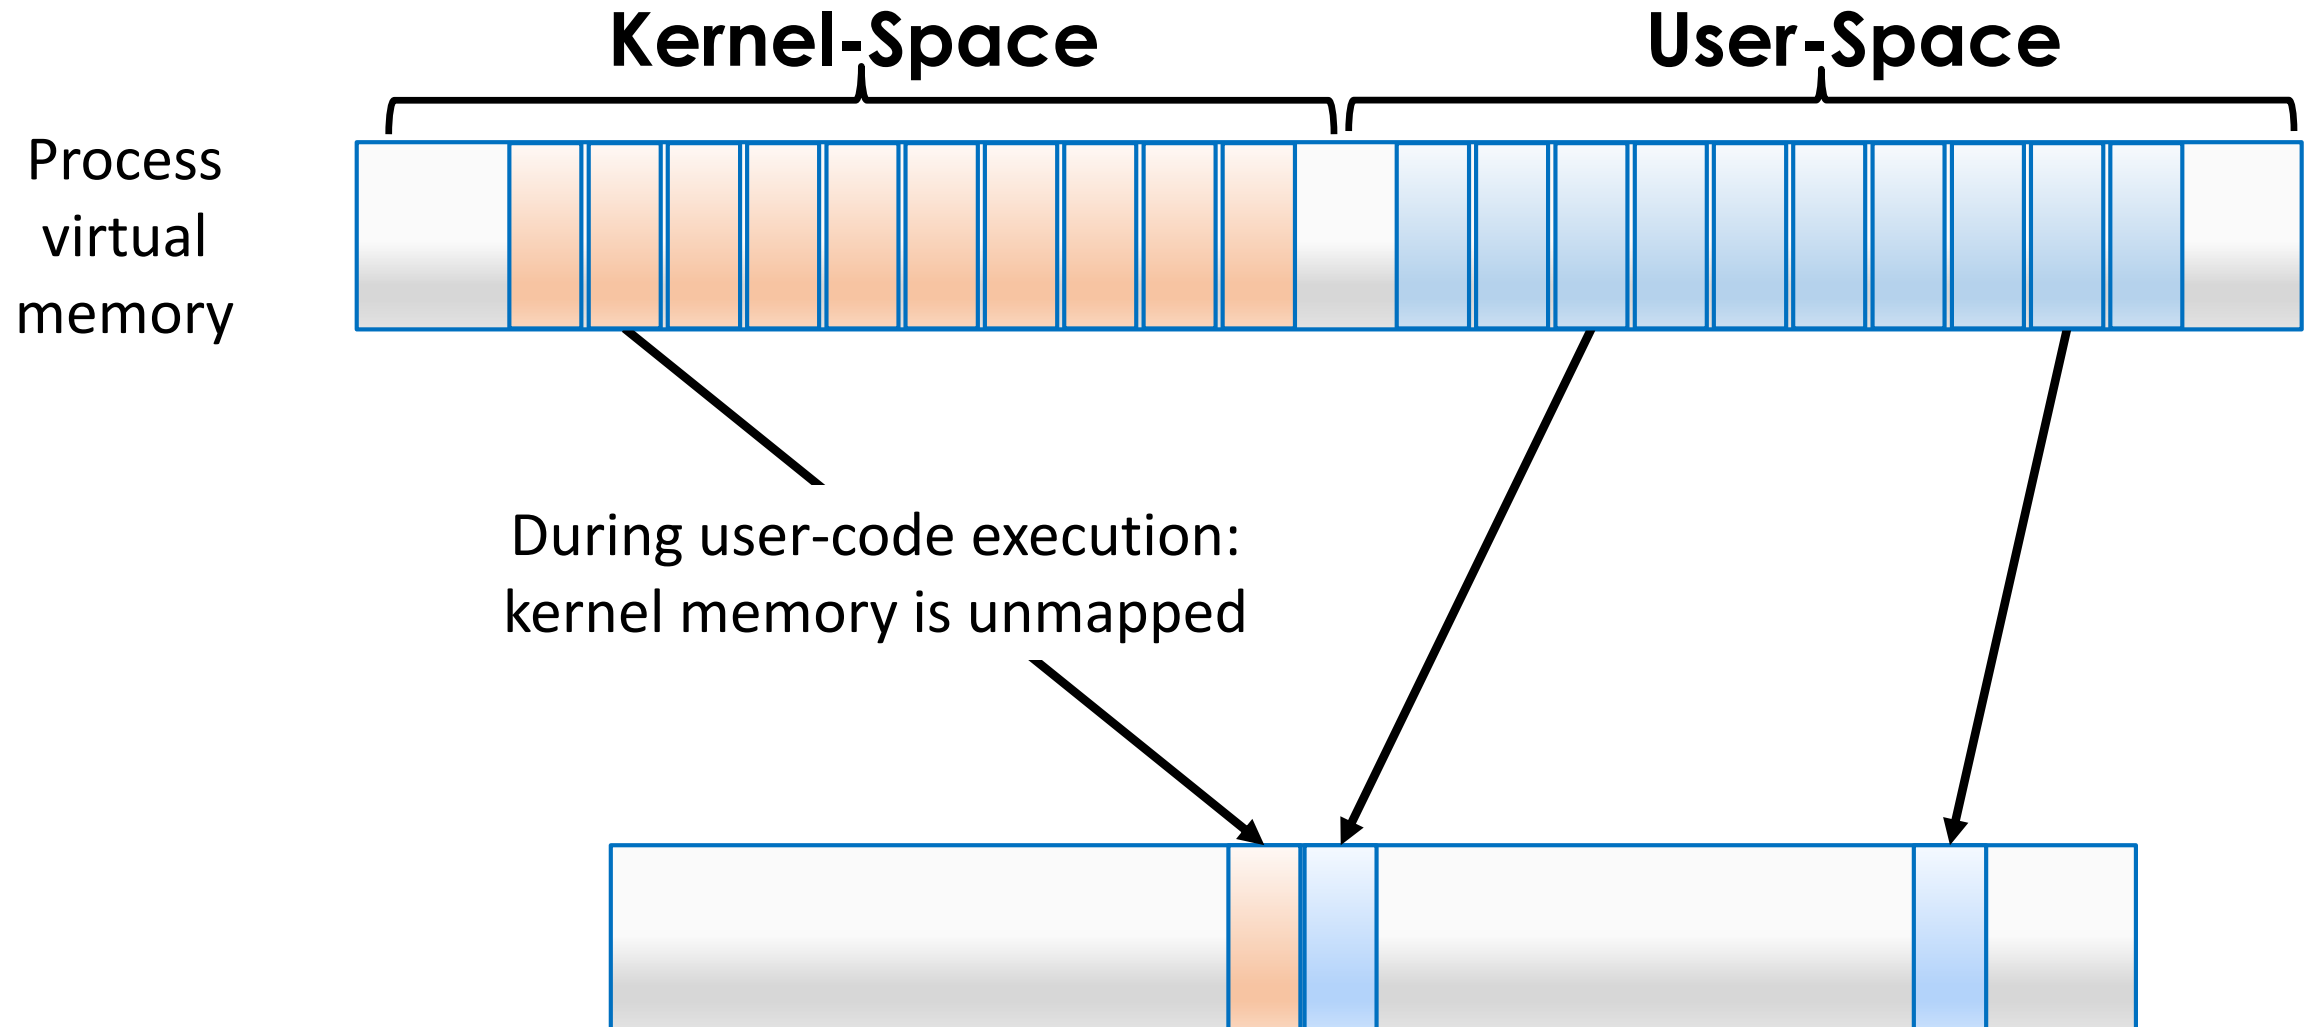 Kernel-Space
User-Space
Process
virtual
memory
During user-code execution:
kernel memory is unmapped